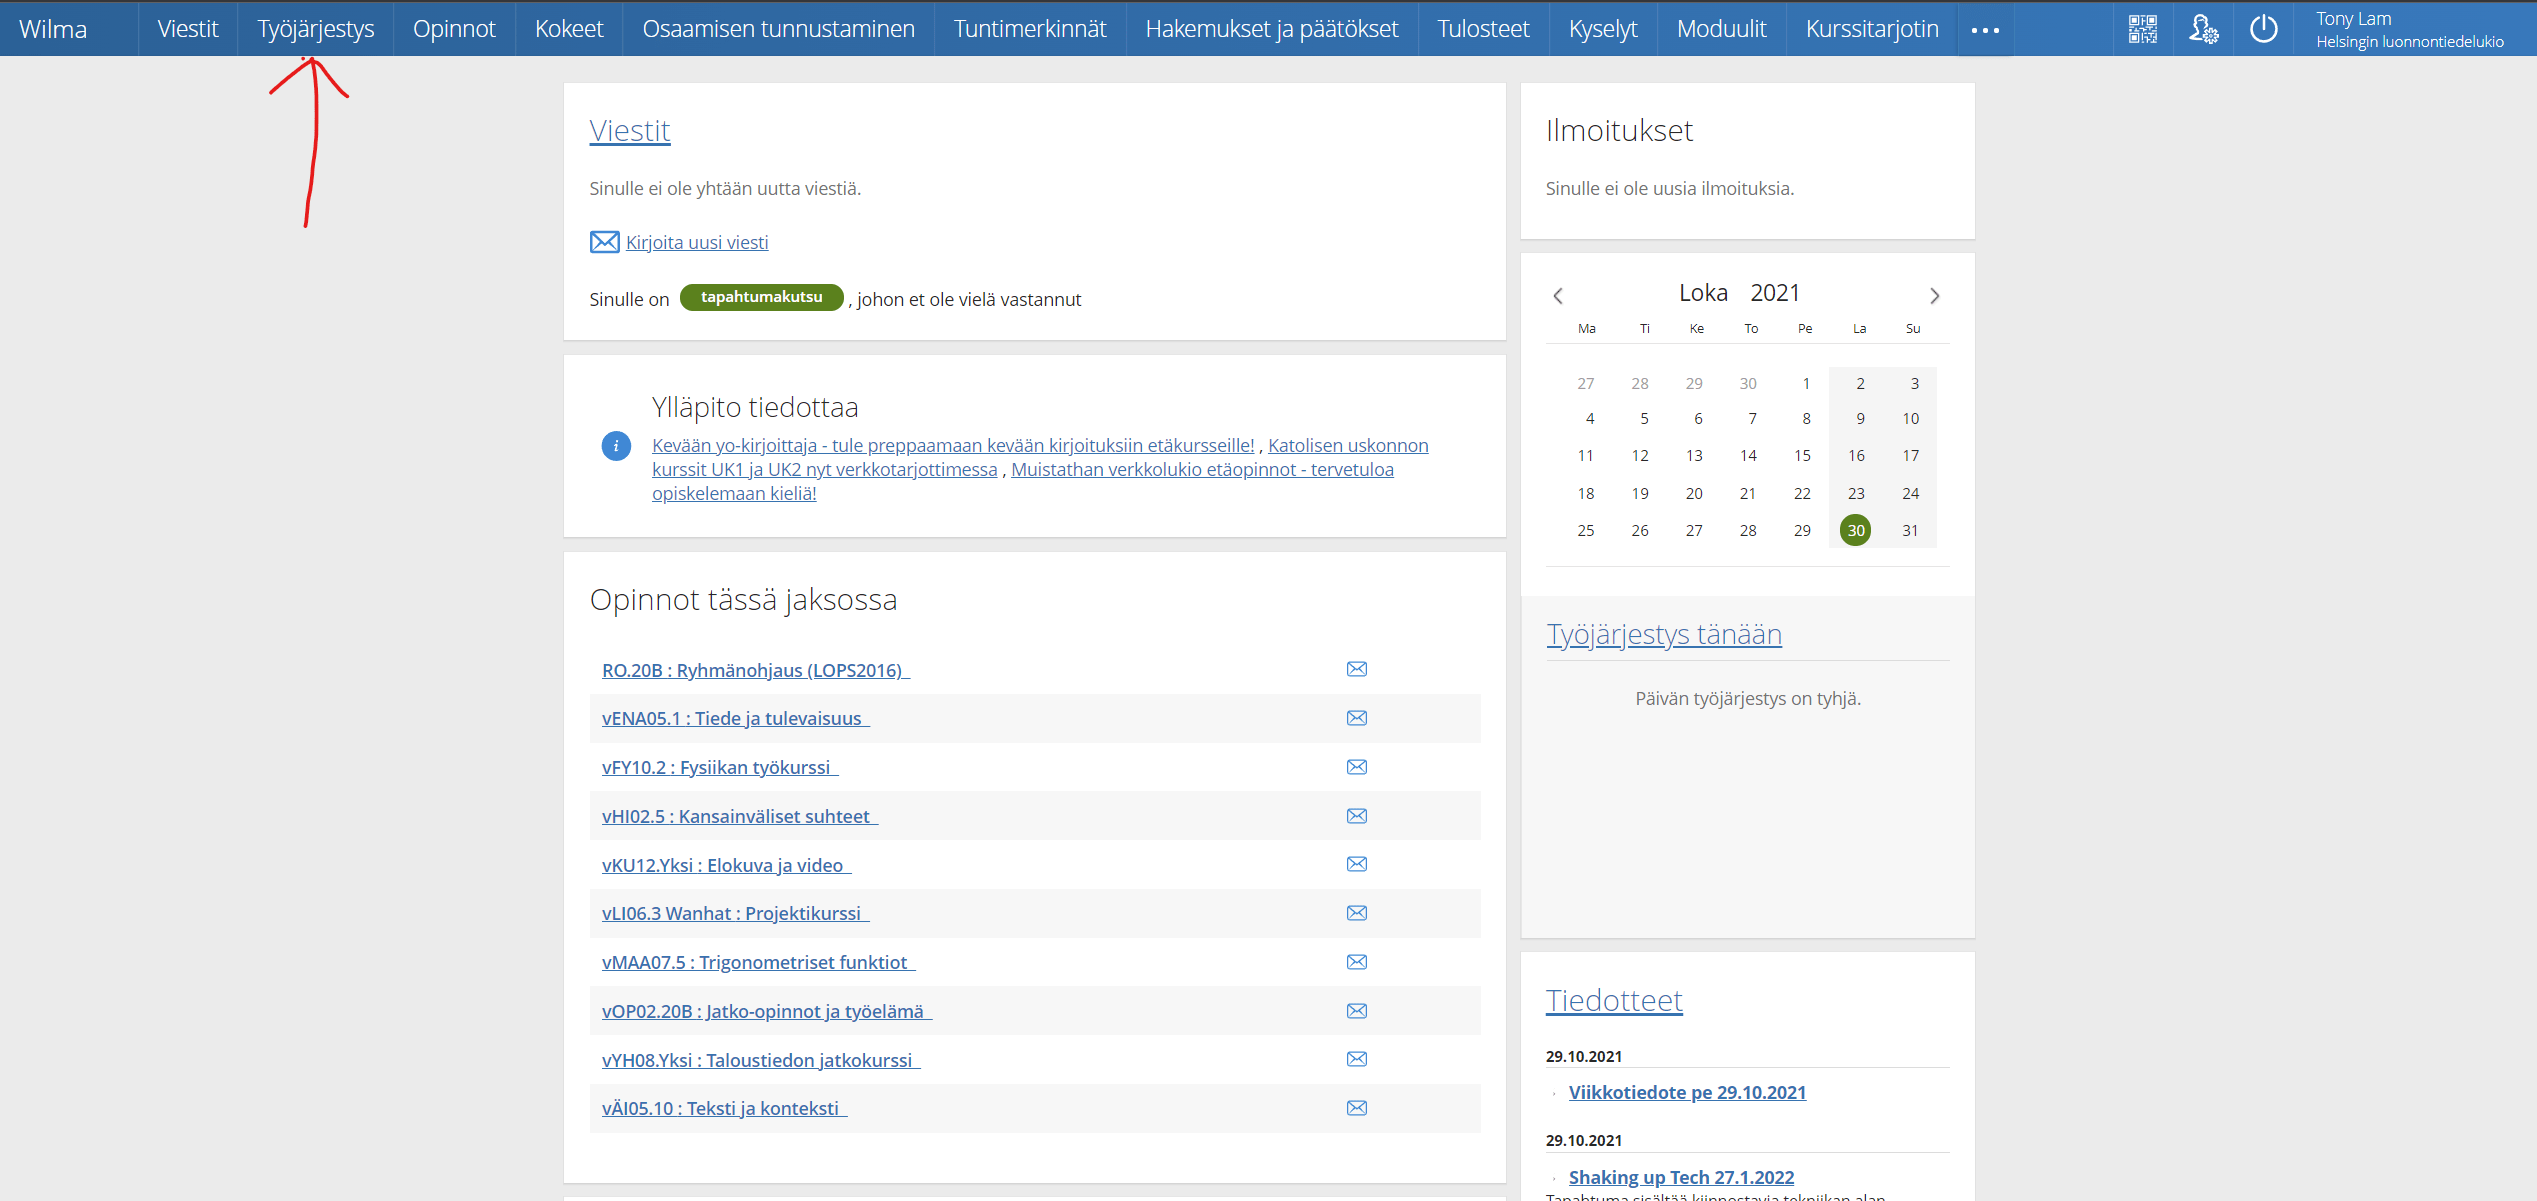 Wilma Viestit Työjärjestys Opinnot Kokeet Osaamisen tunnustaminen Tuntimerkinnät Hakemukset ja päätökset Tulosteet Kyselyt Moduulit Kurssitarjotin
Tony Lam
Helsingin luonnontiedelukio
Viestit
Sinulle ei ole yhtään uutta viestiä.
Kirjoita uusi viesti
Sinulle on tapahtumakutsu , johon et ole vielä vastannut
Ylläpito tiedottaa
Kevään yo-kirjoittaja - tule preppaamaan kevään kirjoituksiin etäkursseille! , Katolisen uskonnon
kurssit UK1 ja UK2 nyt verkkotarjottimessa , Muistathan verkkolukio etäopinnot - tervetuloa
opiskelemaan kieliä!
Opinnot tässä jaksossa
RO.20B : Ryhmänohjaus (LOPS2016)
vENA05.1 : Tiede ja tulevaisuus
vFY10.2 : Fysiikan työkurssi
vHI02.5 : Kansainväliset suhteet
vKU12.Yksi : Elokuva ja video
vLI06.3 Wanhat : Projektikurssi
vMAA07.5 : Trigonometriset funktiot
vOP02.20B : Jatko-opinnot ja työelämä
vYH08.Yksi : Taloustiedon jatkokurssi
vÄI05.10 : Teksti ja konteksti
Ilmoitukset
Sinulle ei ole uusia ilmoituksia.
Loka 2021
Ma Ti Ke To Pe La Su
27 28 29 30 1 2 3
4 5 6 7 8 9 10
11 12 13 14 15 16 17
18 19 20 21 22 23 24
25 26 27 28 29 30 31
Työjärjestys tänään
Päivän työjärjestys on tyhjä.
Tiedotteet
29.10.2021
Viikkotiedote pe 29.10.2021
29.10.2021
Shaking up Tech 27.1.2022
Tapahtuma sisältää kiinnostavia tekniikan alan